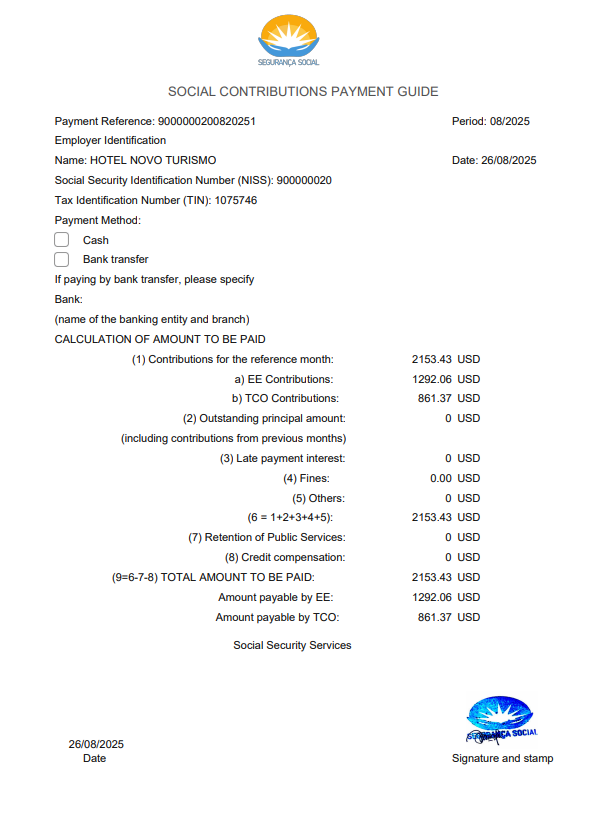 SEGURANÇA SOCIAL
SOCIAL CONTRIBUTIONS PAYMENT GUIDE
Payment Reference: 9000000200820251 Period: 08/2025
Employer Identification
Name: HOTEL NOVO TURISMO Date: 26/08/2025
Social Security Identification Number (NISS): 900000020
Tax Identification Number (TIN): 1075746
Payment Method:
Cash
Bank transfer
If paying by bank transfer, please specify
Bank:
(name of the banking entity and branch)
CALCULATION OF AMOUNT TO BE PAID
(1) Contributions for the reference month: 2153.43 USD
a) EE Contributions: 1292.06 USD
b) TCO Contributions: 861.37 USD
(2) Outstanding principal amount: 0 USD
(including contributions from previous months)
(3) Late payment interest: 0 USD
(4) Fines: 0.00 USD
(5) Others: 0 USD
(6 = 1+2+3+4+5): 2153.43 USD
(7) Retention of Public Services: 0 USD
(8) Credit compensation: 0 USD
(9=6-7-8) TOTAL AMOUNT TO BE PAID: 2153.43 USD
Amount payable by EE: 1292.06 USD
Amount payable by TCO: 861.37 USD
Social Security Services
SEGURANÇA SOCIAL
26/08/2025
Date Signature and stamp